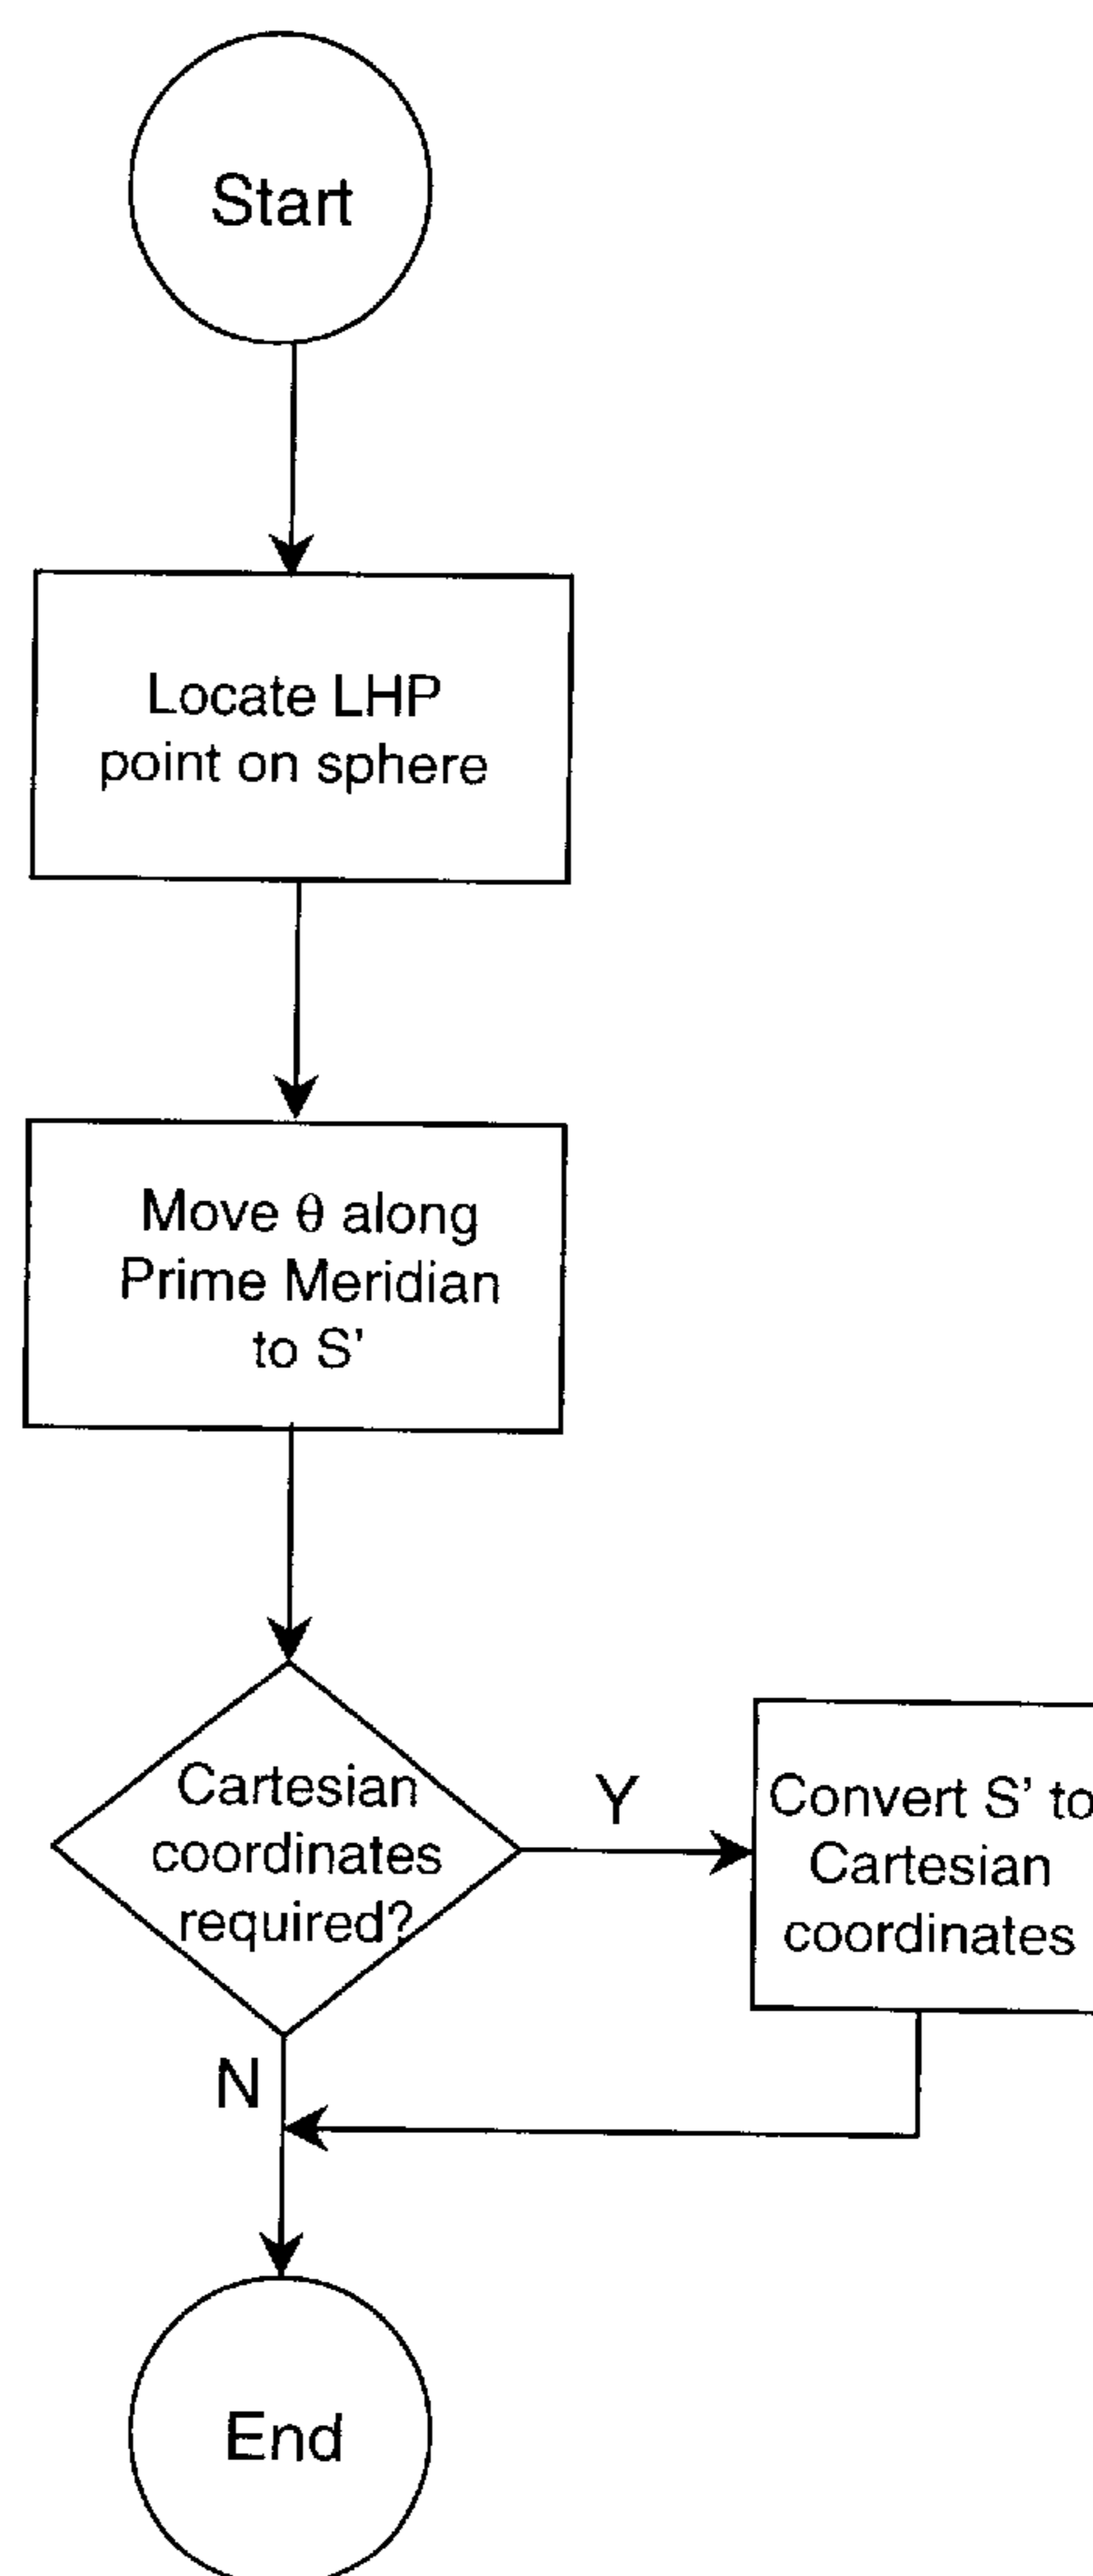 Start
Locate LHP
point on sphere
Move θ along
Prime Meridian
to S’
Cartesian
coordinates
required?
Y
Convert S’ to
Cartesian
coordinates
N
End